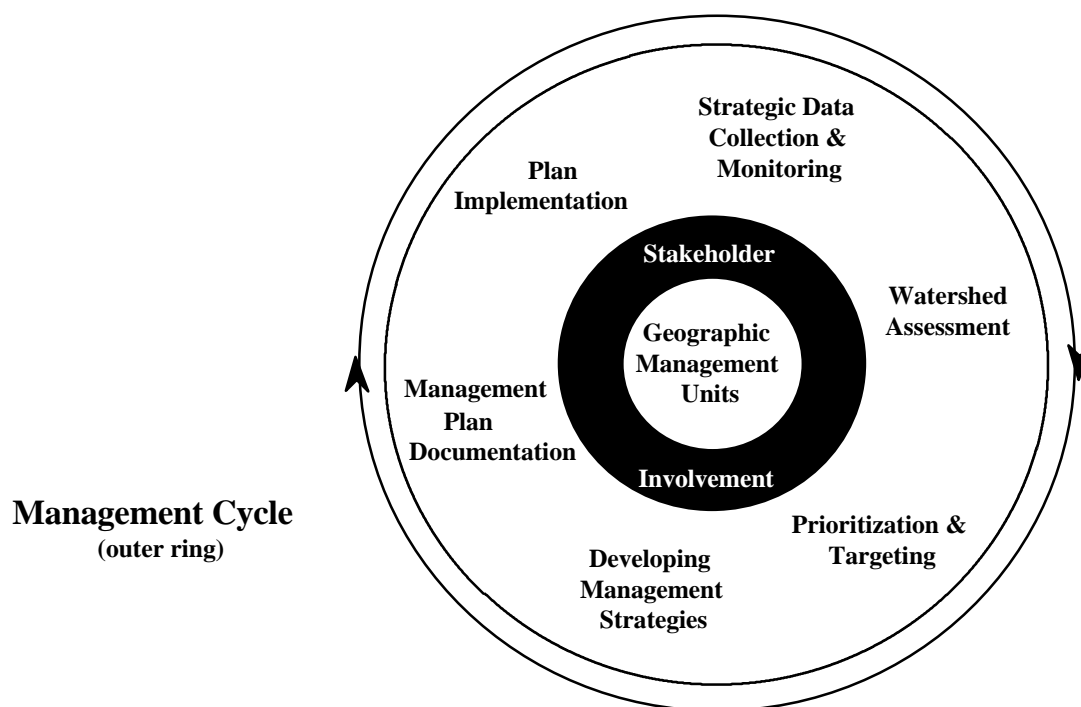 Strategic Data
Collection &
Monitoring
Plan
Implementation
Stakeholder
Watershed
Assessment
Geographic
Management
Units
Management
Plan
Documentation
Involvement
Management Cycle
(outer ring)
Prioritization &
Targeting
Developing
Management
Strategies